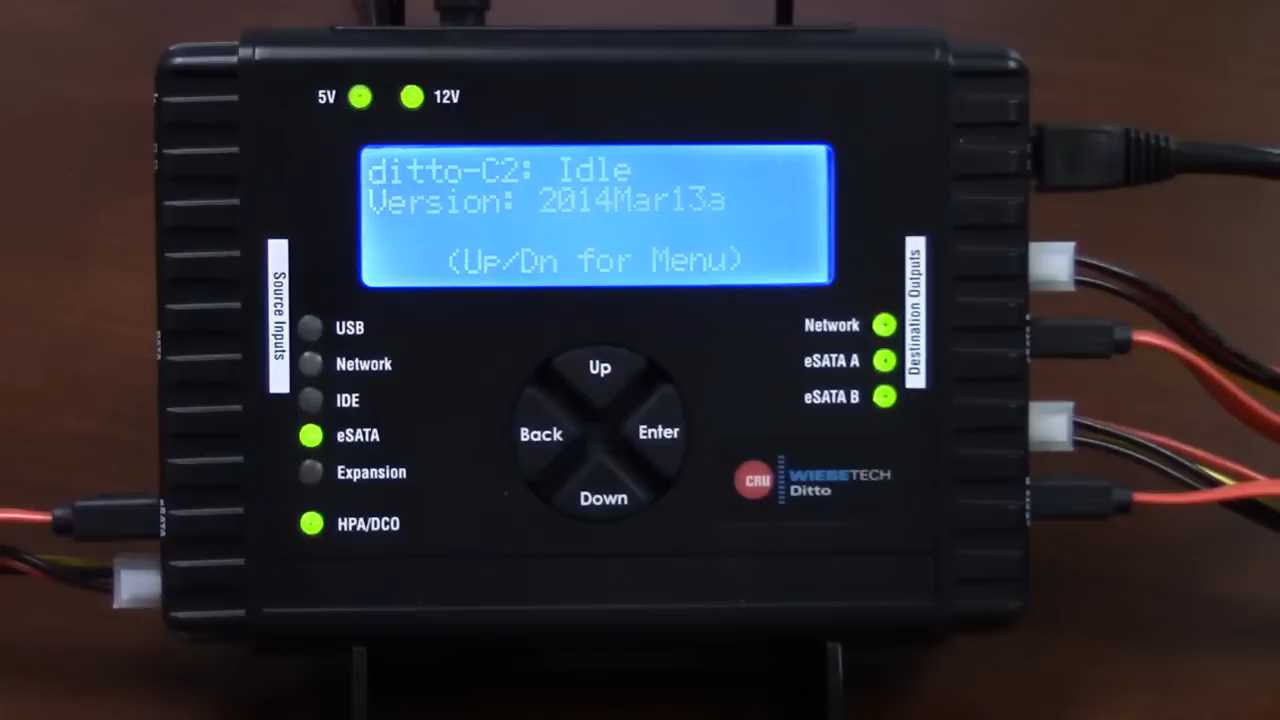 5V
12V
ditto-C2: Idle
Version: 2014Mar13a
(Up/Dn for Menu)
Source Inputs
USB
Network
IDE
eSATA
Expansion
HPA/DCO
Up
Back
Enter
Down
Network
eSATA A
eSATA B
Destination Outputs
CRU
WIEBETECH
Ditto
eSATA